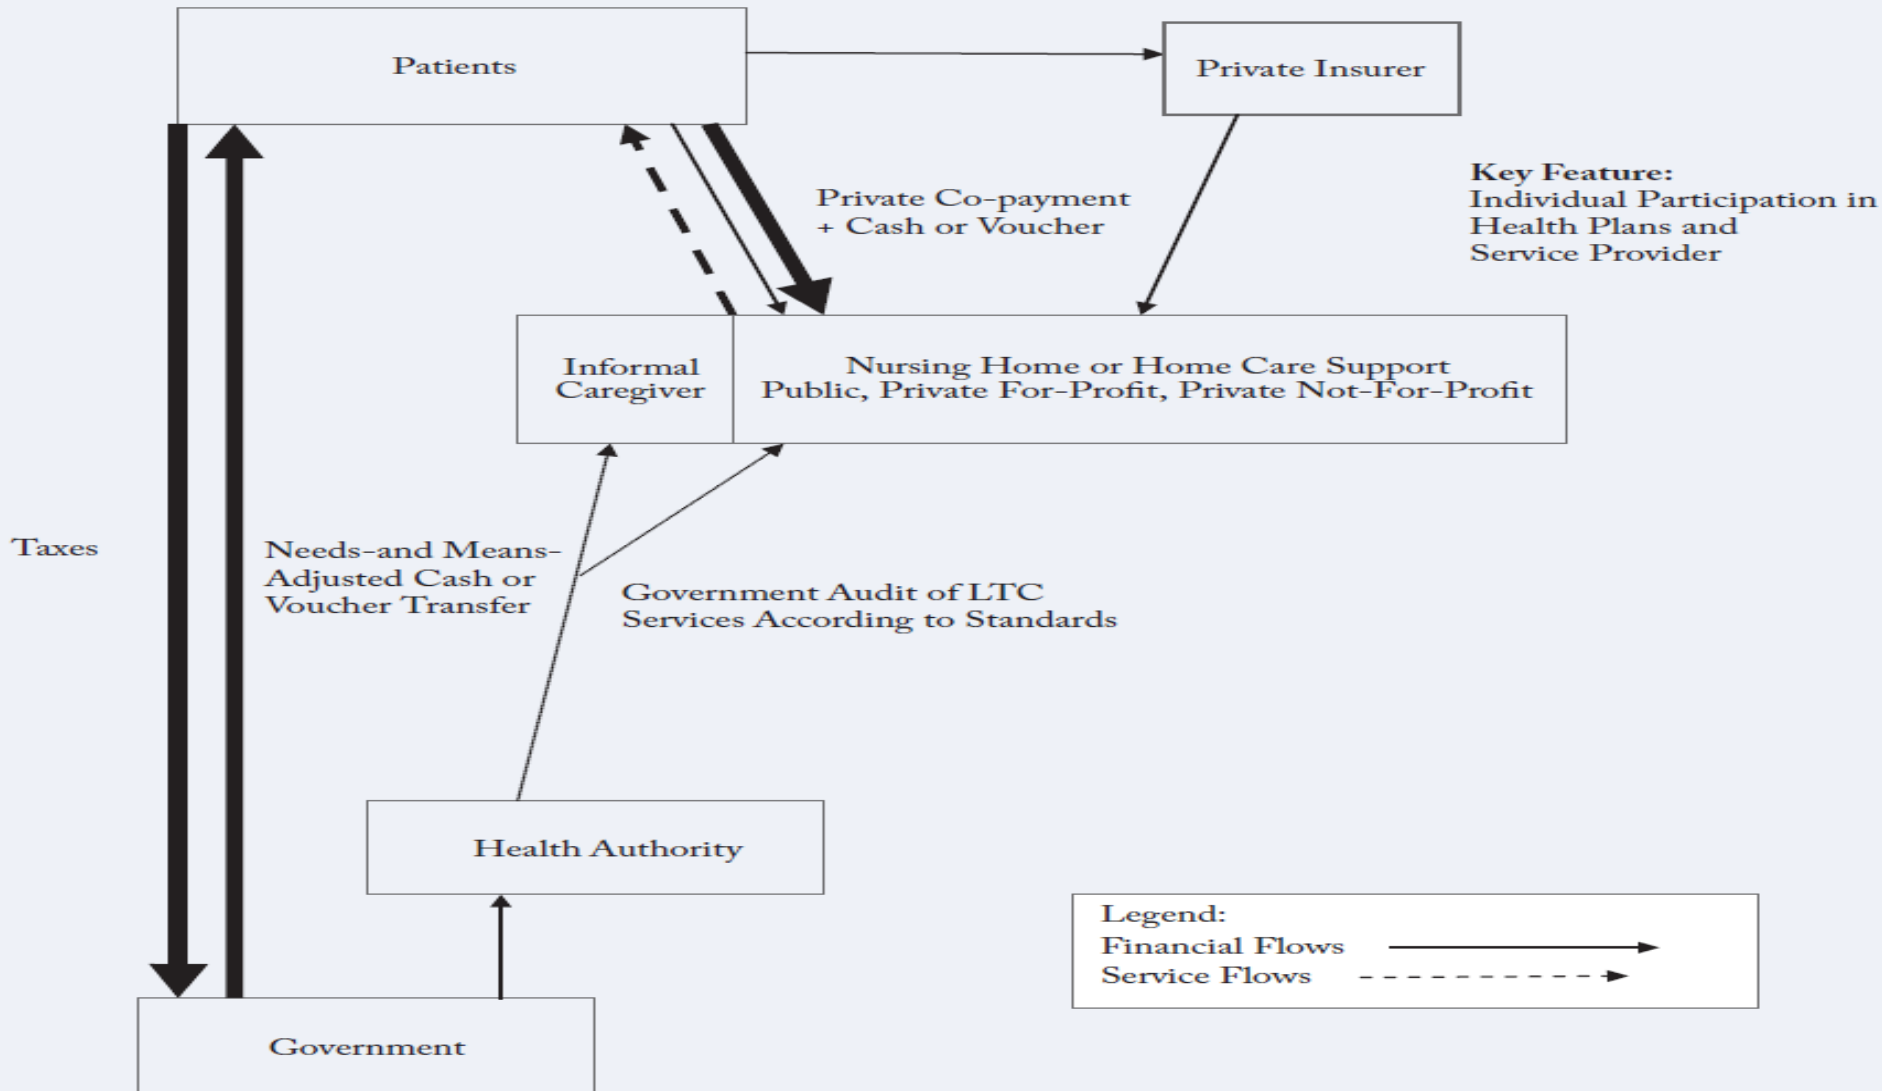 Patients
Private Insurer
Key Feature:
Individual Participation in
Health Plans and
Service Provider
Private Co-payment
+ Cash or Voucher
Informal
Caregiver
Nursing Home or Home Care Support
Public, Private For-Profit, Private Not-For-Profit
Taxes
Needs-and Means-
Adjusted Cash or
Voucher Transfer
Government Audit of LTC
Services According to Standards
Health Authority
Legend:
Financial Flows
Service Flows
Government